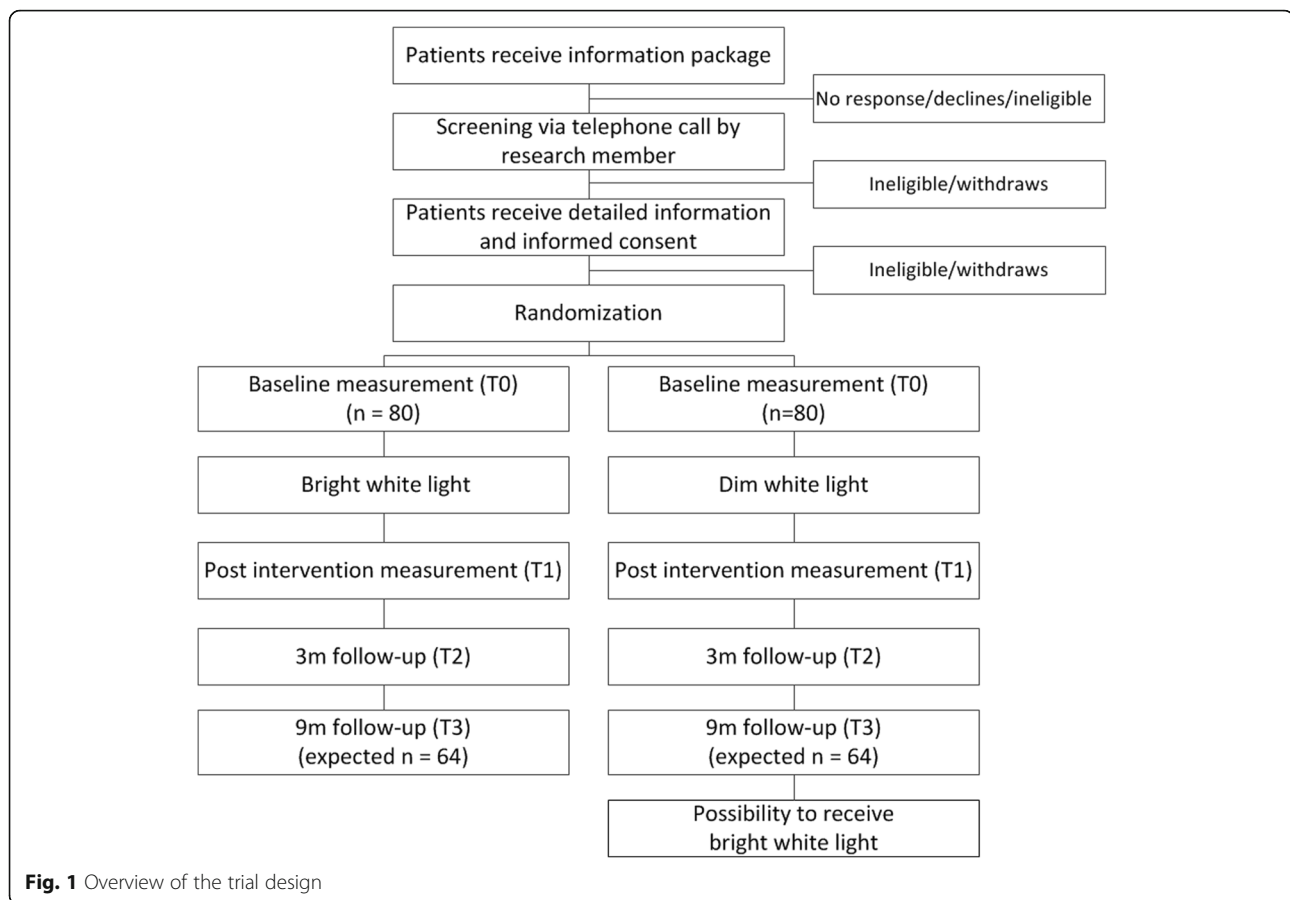 Patients receive information package
No response/declines/ineligible
Screening via telephone call by
research member
Ineligible/withdraws
Patients receive detailed information
and informed consent
Ineligible/withdraws
Randomization
Baseline measurement (T0)
(n = 80)
Baseline measurement (T0)
(n=80)
Bright white light
Dim white light
Post intervention measurement (T1)
Post intervention measurement (T1)
3m follow-up (T2)
3m follow-up (T2)
9m follow-up (T3)
(expected n = 64)
9m follow-up (T3)
(expected n = 64)
Possibility to receive
bright white light
Fig. 1 Overview of the trial design